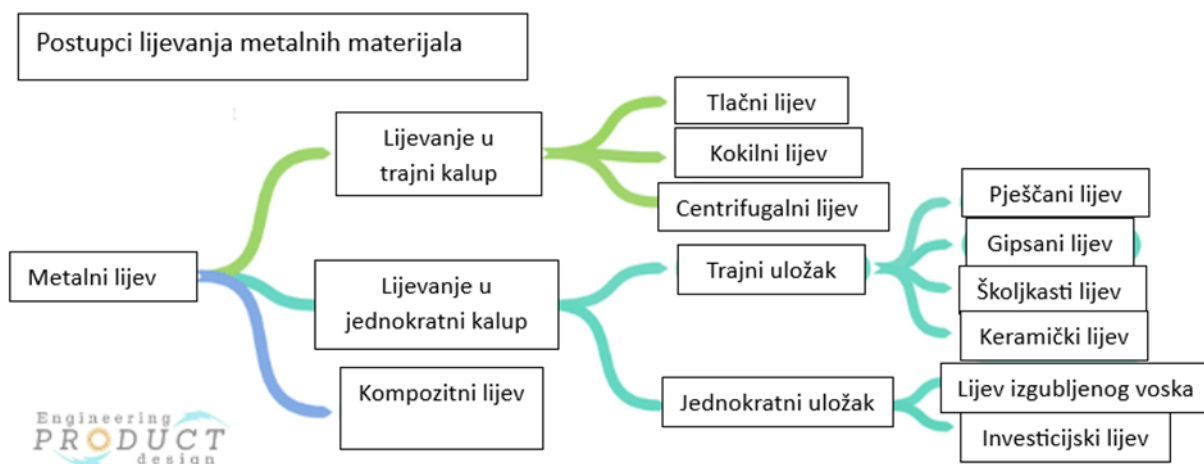 Postupci lijevanja metalnih materijala
Metalni lijev
Lijevanje u
trajni kalup
Tlačni lijev
Kokilni lijev
Centrifugalni lijev
Lijevanje u
jednokratni kalup
Trajni uložak
Pješčani lijev
Gipsani lijev
Školjkasti lijev
Keramički lijev
Jednokratni uložak
Lijev izgubljenog voska
Investicijski lijev
Kompozitni lijev
Engineering
PRODUCT
design